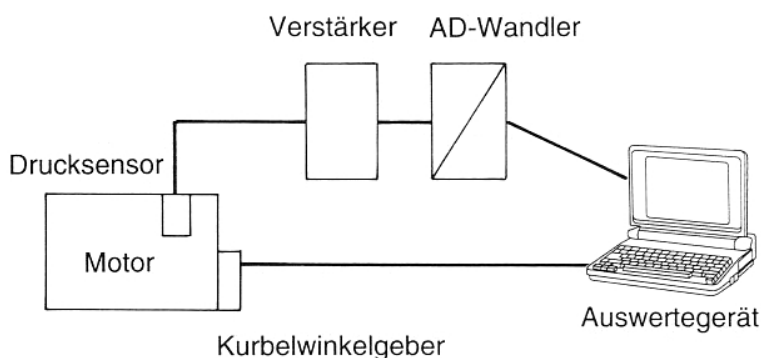 Verstärker AD-Wandler
Drucksensor
Motor
Auswertegerät
Kurbelwinkelgeber